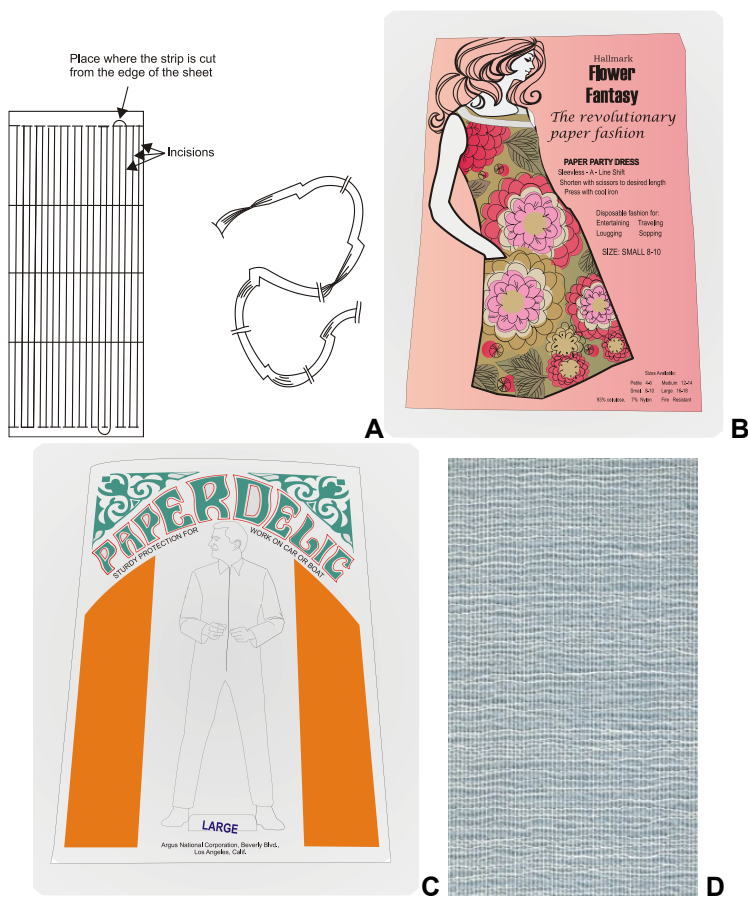 Place where the strip is cut
from the edge of the sheet
Incisions
A
Hallmark
Flower
Fantasy
The revolutionary
paper fashion
PAPER PARTY DRESS
Sleevless - A - Line Shift
Shorten with scissors to desired length
Press with cool iron
Disposable fashion for:
Entertaining Traveling
Lougging Sopping
SIZE: SMALL 8-10
Sizes Available:
Petite 4-6 Medium 12-14
Small 8-10 Large 16-18
93% cellulose, 7% Nylon Fire Resistant
B
PAPERDELIC
STURDY PROTECTION FOR WORK ON CAR OR BOAT
LARGE
Argus National Corporation, Beverly Blvd.,
Los Angeles, Calif.
C
D